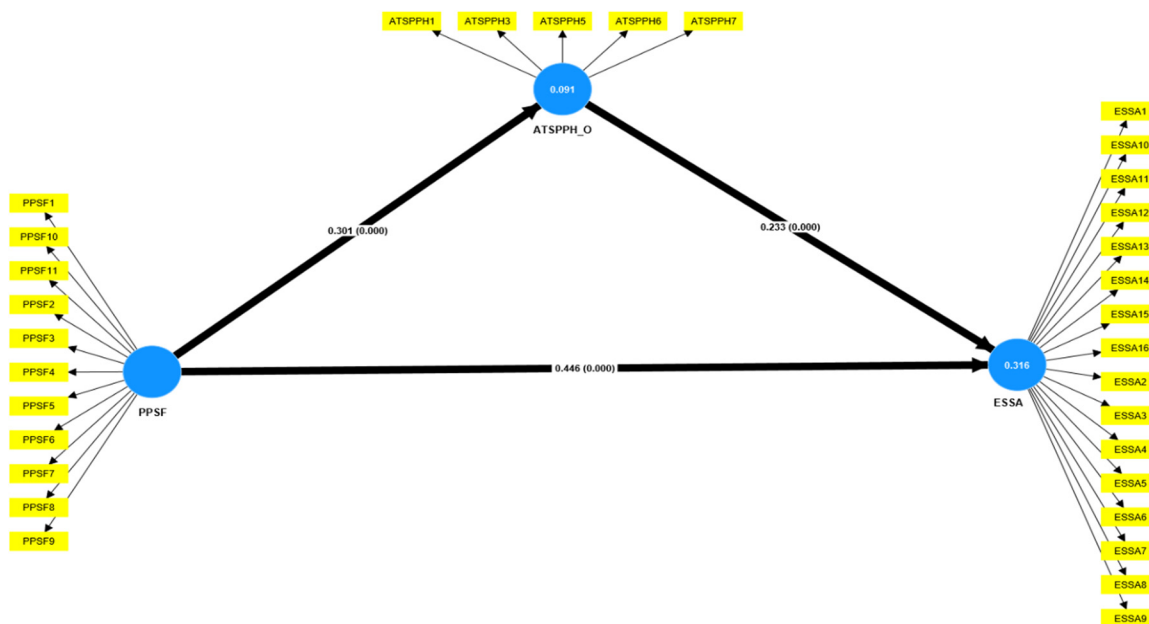 ATSPPH1 ATSPPH3 ATSPPH5 ATSPPH6 ATSPPH7
0.091
ATSPPH_O
0.301 (0.000)
0.233 (0.000)
0.446 (0.000)
PPSF1
PPSF10
PPSF11
PPSF2
PPSF3
PPSF4
PPSF5
PPSF6
PPSF7
PPSF8
PPSF9
PPSF
0.316
ESSA
ESSA1
ESSA10
ESSA11
ESSA12
ESSA13
ESSA14
ESSA15
ESSA16
ESSA2
ESSA3
ESSA4
ESSA5
ESSA6
ESSA7
ESSA8
ESSA9